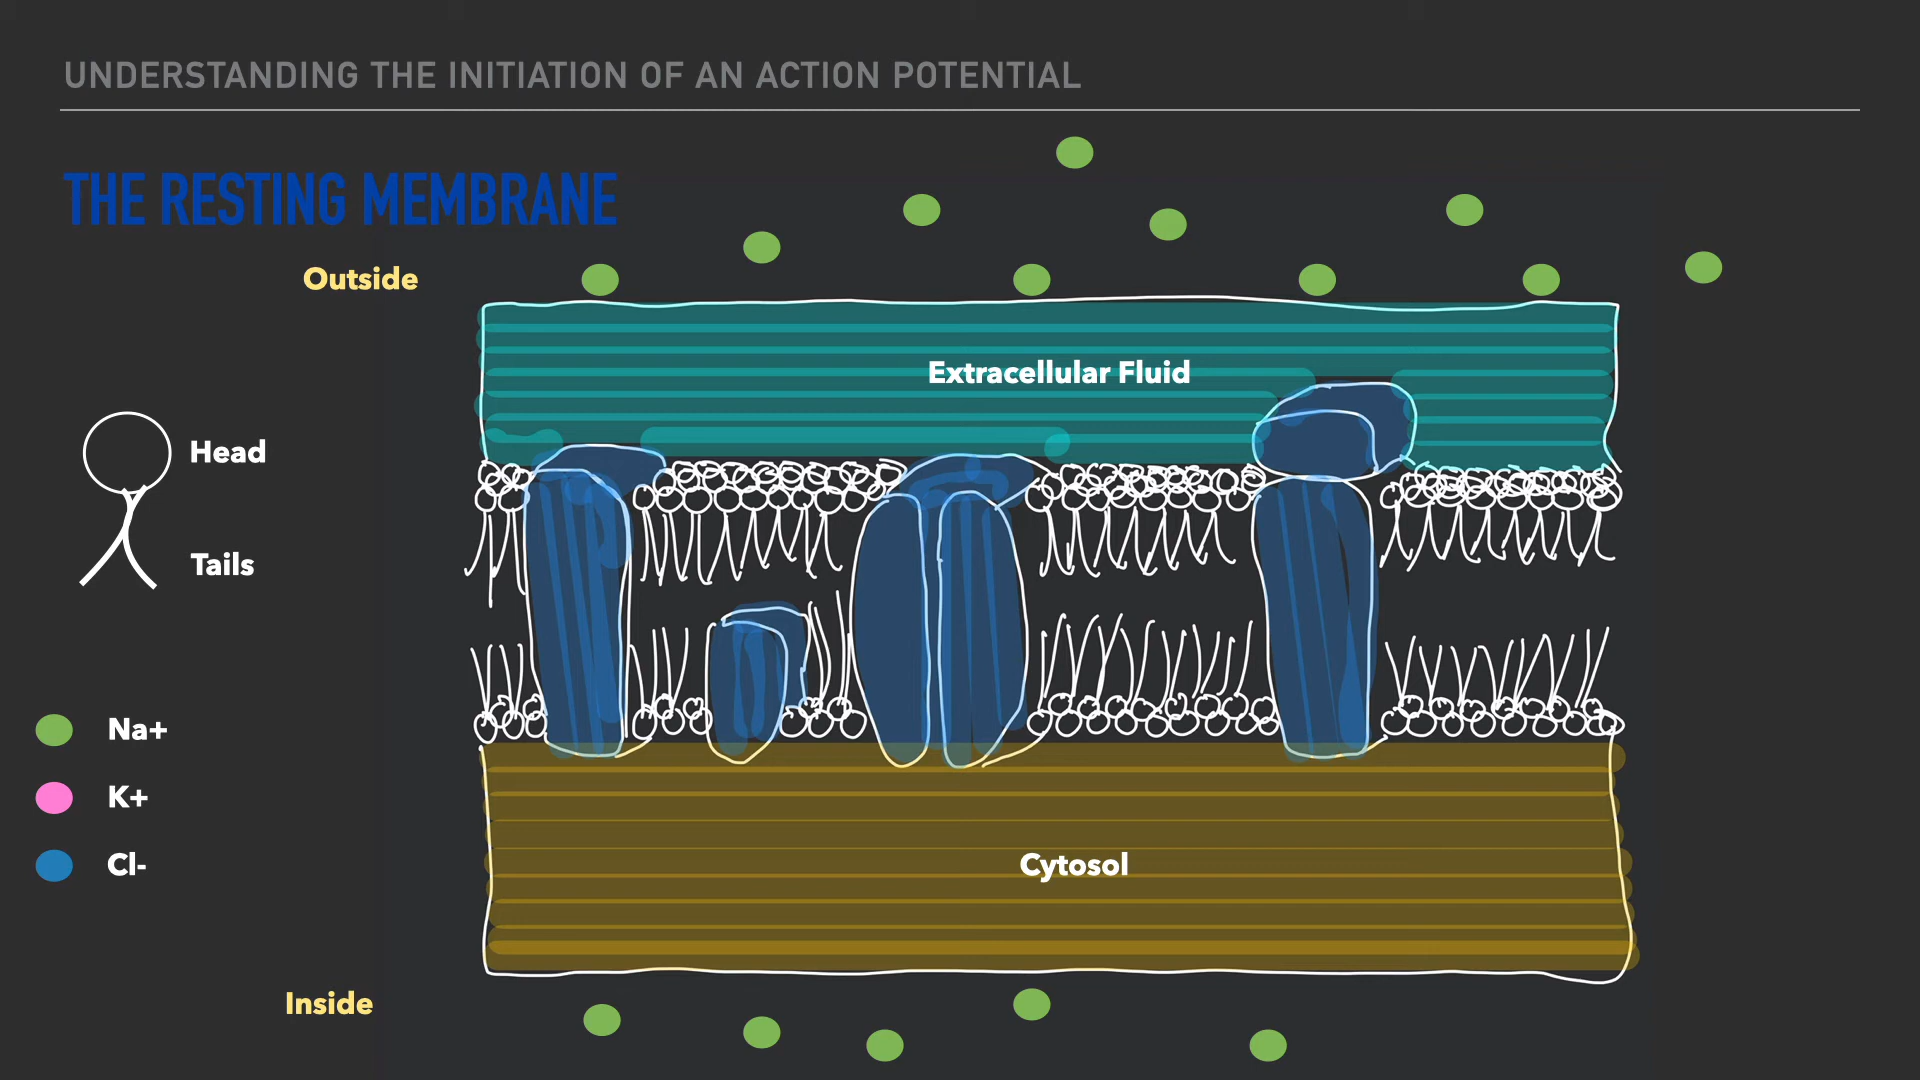 UNDERSTANDING THE INITIATION OF AN ACTION POTENTIAL
THE RESTING MEMBRANE
Outside
Extracellular Fluid
Head
Tails
Na+
K+
Cl-
Cytosol
Inside